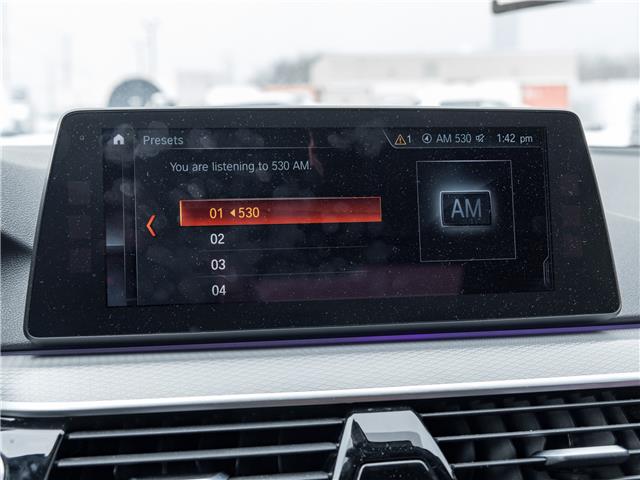 Presets
1 AM 530 1:42 pm
You are listening to 530 AM.
01 530
02
03
04
AM